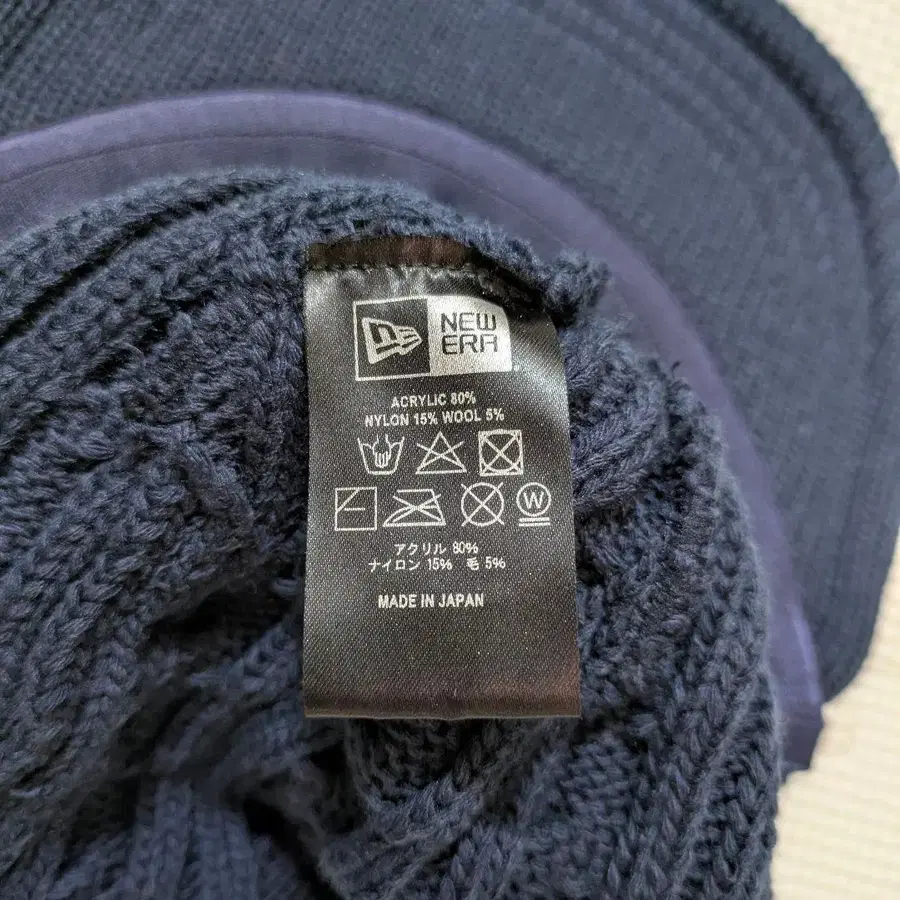 NEW
ERA
ACRYLIC 80%
NYLON 15% WOOL 5%
W
アクリル 80%
ナイロン 15% 毛 5%
MADE IN JAPAN